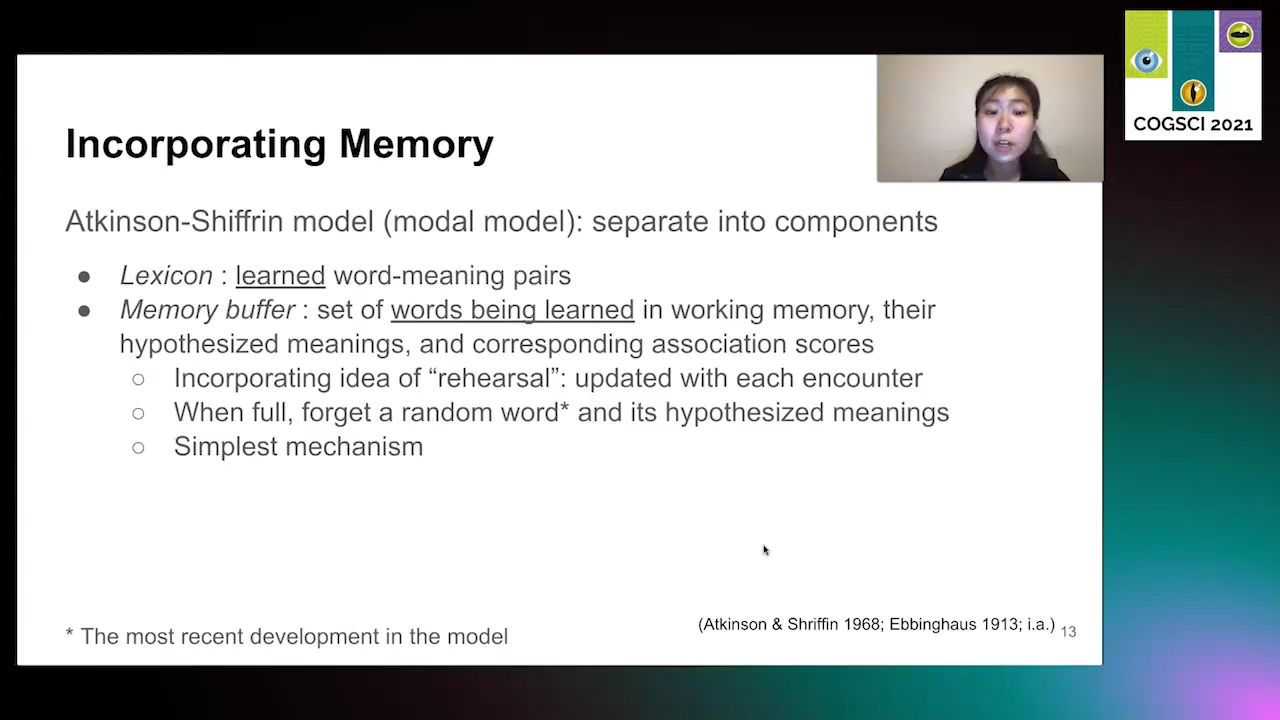 COGSCI 2021
Incorporating Memory
Atkinson-Shiffrin model (modal model): separate into components
● Lexicon : learned word-meaning pairs
● Memory buffer : set of words being learned in working memory, their
hypothesized meanings, and corresponding association scores
○ Incorporating idea of “rehearsal”: updated with each encounter
○ When full, forget a random word* and its hypothesized meanings
○ Simplest mechanism
(Atkinson & Shriffin 1968; Ebbinghaus 1913; i.a.) 13
* The most recent development in the model